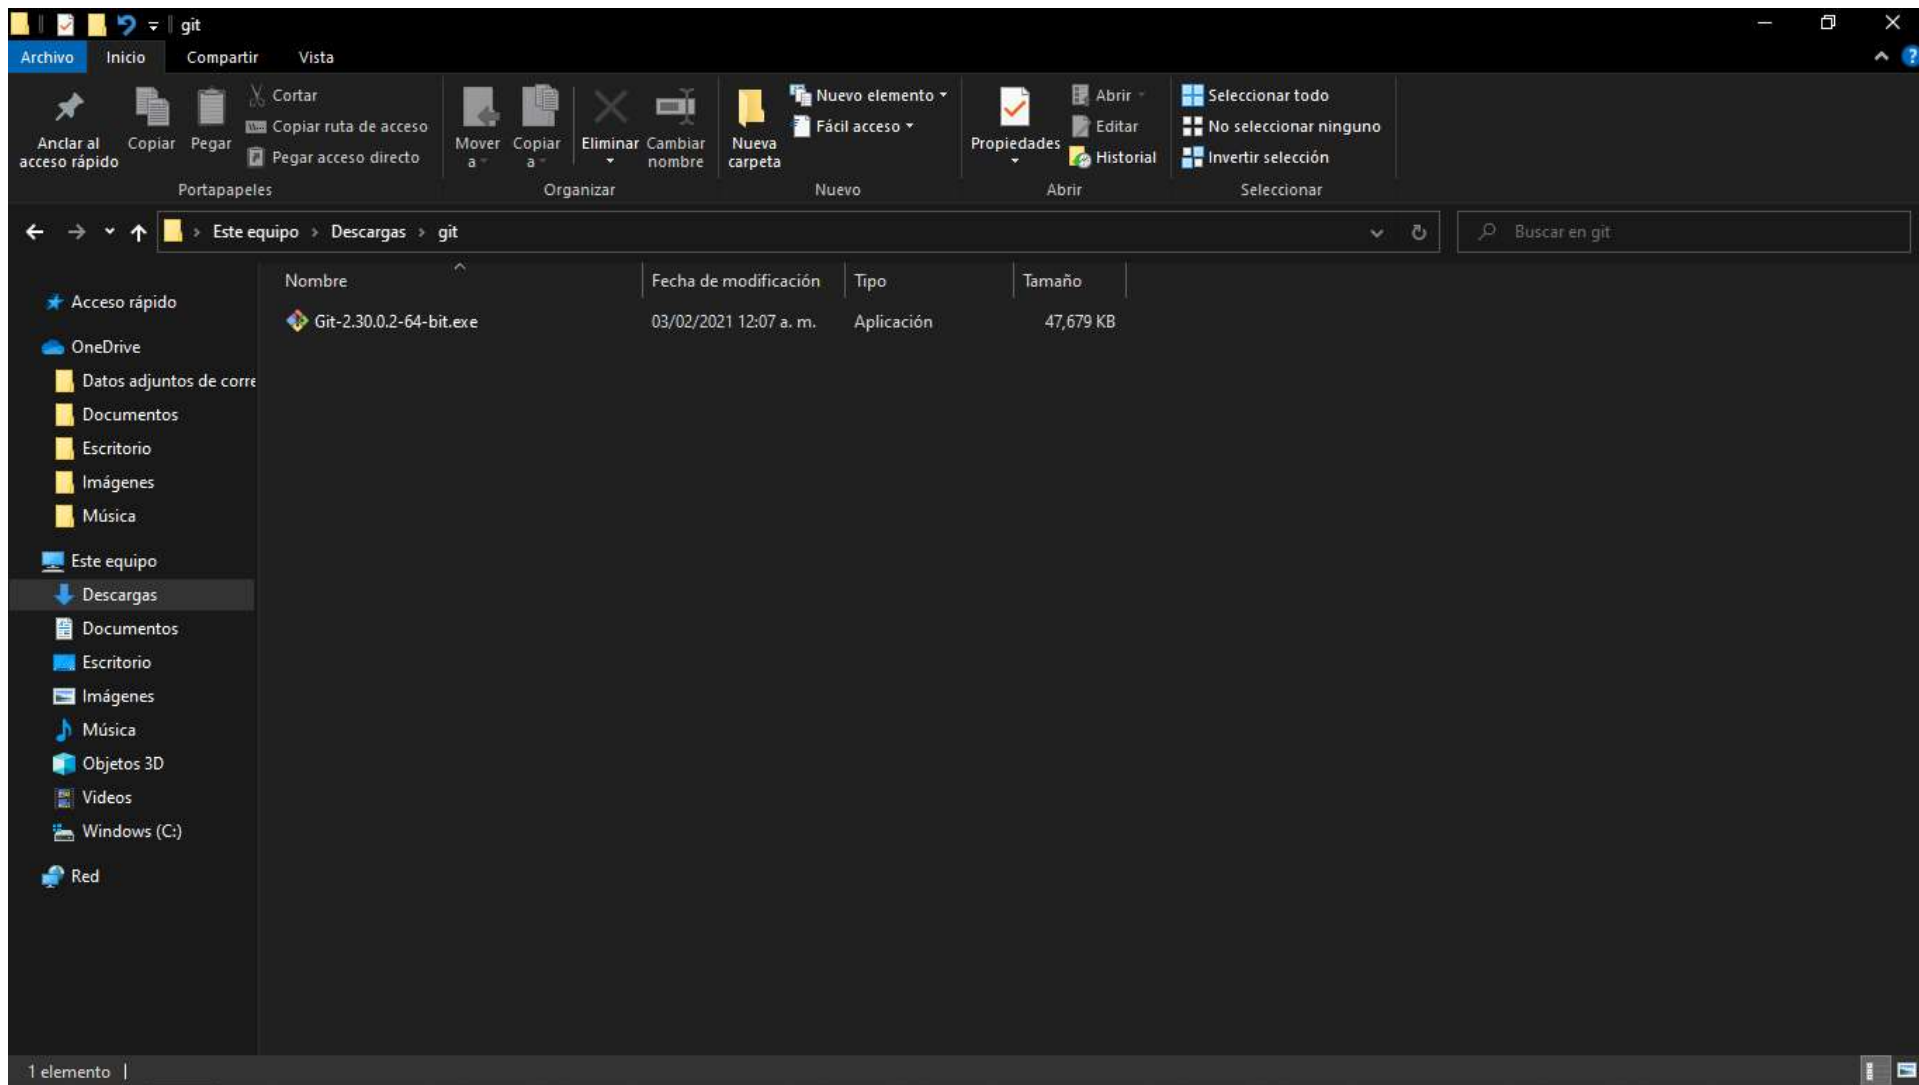 git
Archivo Inicio Compartir Vista
Anclar al acceso rápido
Copiar
Pegar
Cortar
Copiar ruta de acceso
Pegar acceso directo
Portapapeles
Mover a
Copiar a
Eliminar
Cambiar nombre
Organizar
Nueva carpeta
Nuevo elemento
Fácil acceso
Nuevo
Propiedades
Abrir
Editar
Historial
Abrir
Seleccionar todo
No seleccionar ninguno
Invertir selección
Seleccionar
Este equipo > Descargas > git
Buscar en git
Nombre Fecha de modificación Tipo Tamaño
Git-2.30.0.2-64-bit.exe 03/02/2021 12:07 a. m. Aplicación 47,679 KB
Acceso rápido
OneDrive
Datos adjuntos de corre
Documentos
Escritorio
Imágenes
Música
Este equipo
Descargas
Documentos
Escritorio
Imágenes
Música
Objetos 3D
Videos
Windows (C:)
Red
1 elemento